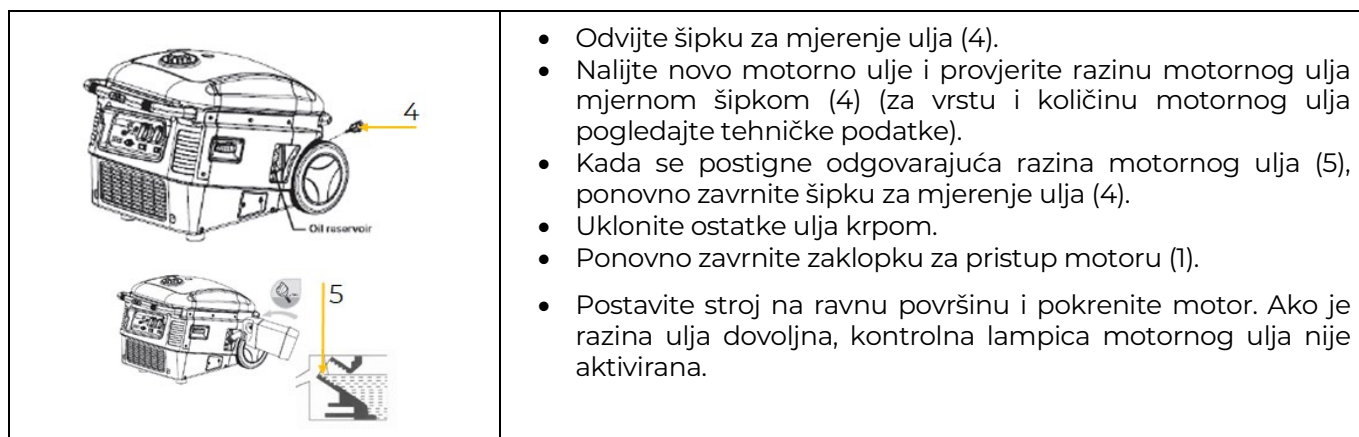 4
Oil reservoir
5
• Odvijte šipku za mjerenje ulja (4).
• Nalijte novo motorno ulje i provjerite razinu motornog ulja
mjernom šipkom (4) (za vrstu i količinu motornog ulja
pogledajte tehničke podatke).
• Kada se postigne odgovarajuća razina motornog ulja (5),
ponovno zavrnite šipku za mjerenje ulja (4).
• Uklonite ostatke ulja krpom.
• Ponovno zavrnite zaklopku za pristup motoru (1).
• Postavite stroj na ravnu površinu i pokrenite motor. Ako je
razina ulja dovoljna, kontrolna lampica motornog ulja nije
aktivirana.